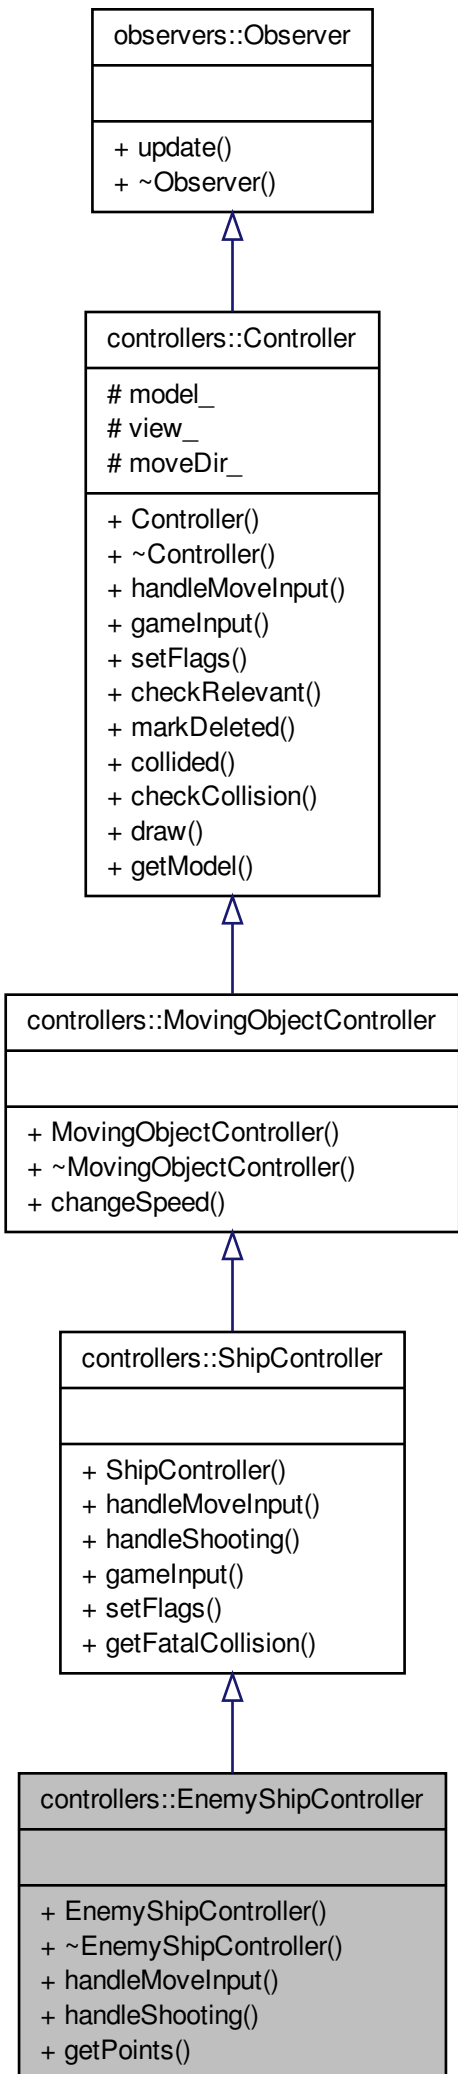 observers::Observer
+ update()
+ ~Observer()
controllers::Controller
# model_
# view_
# moveDir_
+ Controller()
+ ~Controller()
+ handleMoveInput()
+ gameInput()
+ setFlags()
+ checkRelevant()
+ markDeleted()
+ collided()
+ checkCollision()
+ draw()
+ getModel()
controllers::MovingObjectController
+ MovingObjectController()
+ ~MovingObjectController()
+ changeSpeed()
controllers::ShipController
+ ShipController()
+ handleMoveInput()
+ handleShooting()
+ gameInput()
+ setFlags()
+ getFatalCollision()
controllers::EnemyShipController
+ EnemyShipController()
+ ~EnemyShipController()
+ handleMoveInput()
+ handleShooting()
+ getPoints()